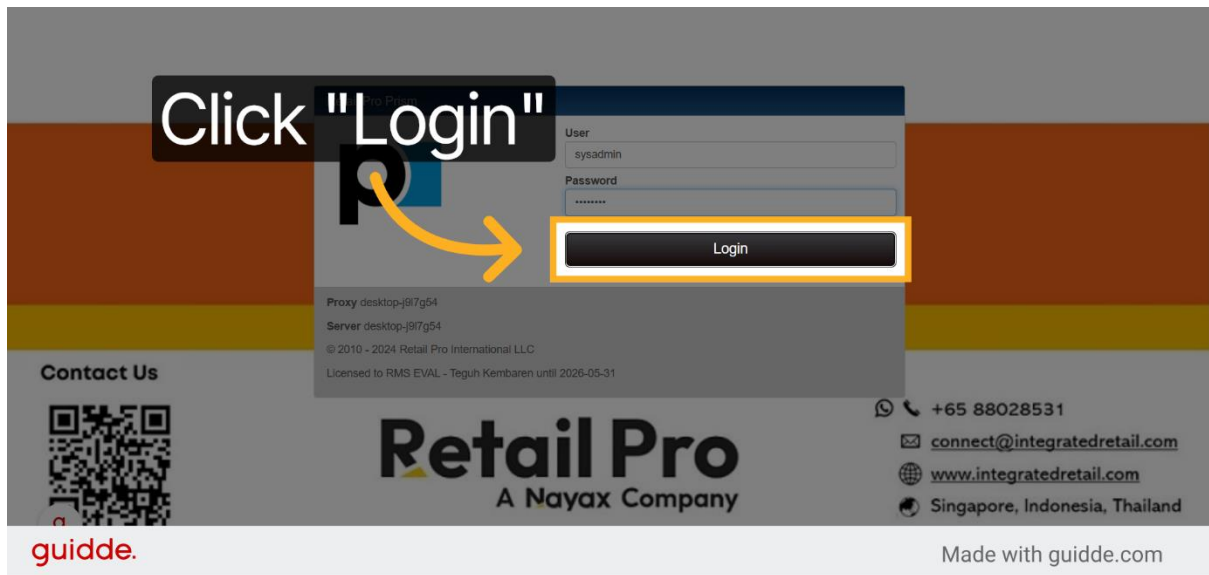 Click "Login"
Pro Prism
User
sysadmin
Password
Login
Proxy desktop-j9l7g54
Server desktop-j9l7g54
© 2010 - 2024 Retail Pro International LLC
Licensed to RMS EVAL - Teguh Kembaren until 2026-05-31
Contact Us
Retail Pro
A Nayax Company
+65 88028531
connect@integratedretail.com
www.integratedretail.com
Singapore, Indonesia, Thailand
g
guidde.
Made with guidde.com